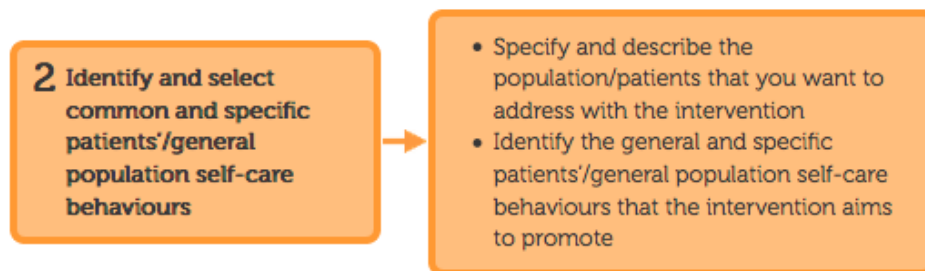 2 Identify and select
common and specific
patients'/general
population self-care
behaviours
• Specify and describe the
population/patients that you want to
address with the intervention
• Identify the general and specific
patients'/general population self-care
behaviours that the intervention aims
to promote